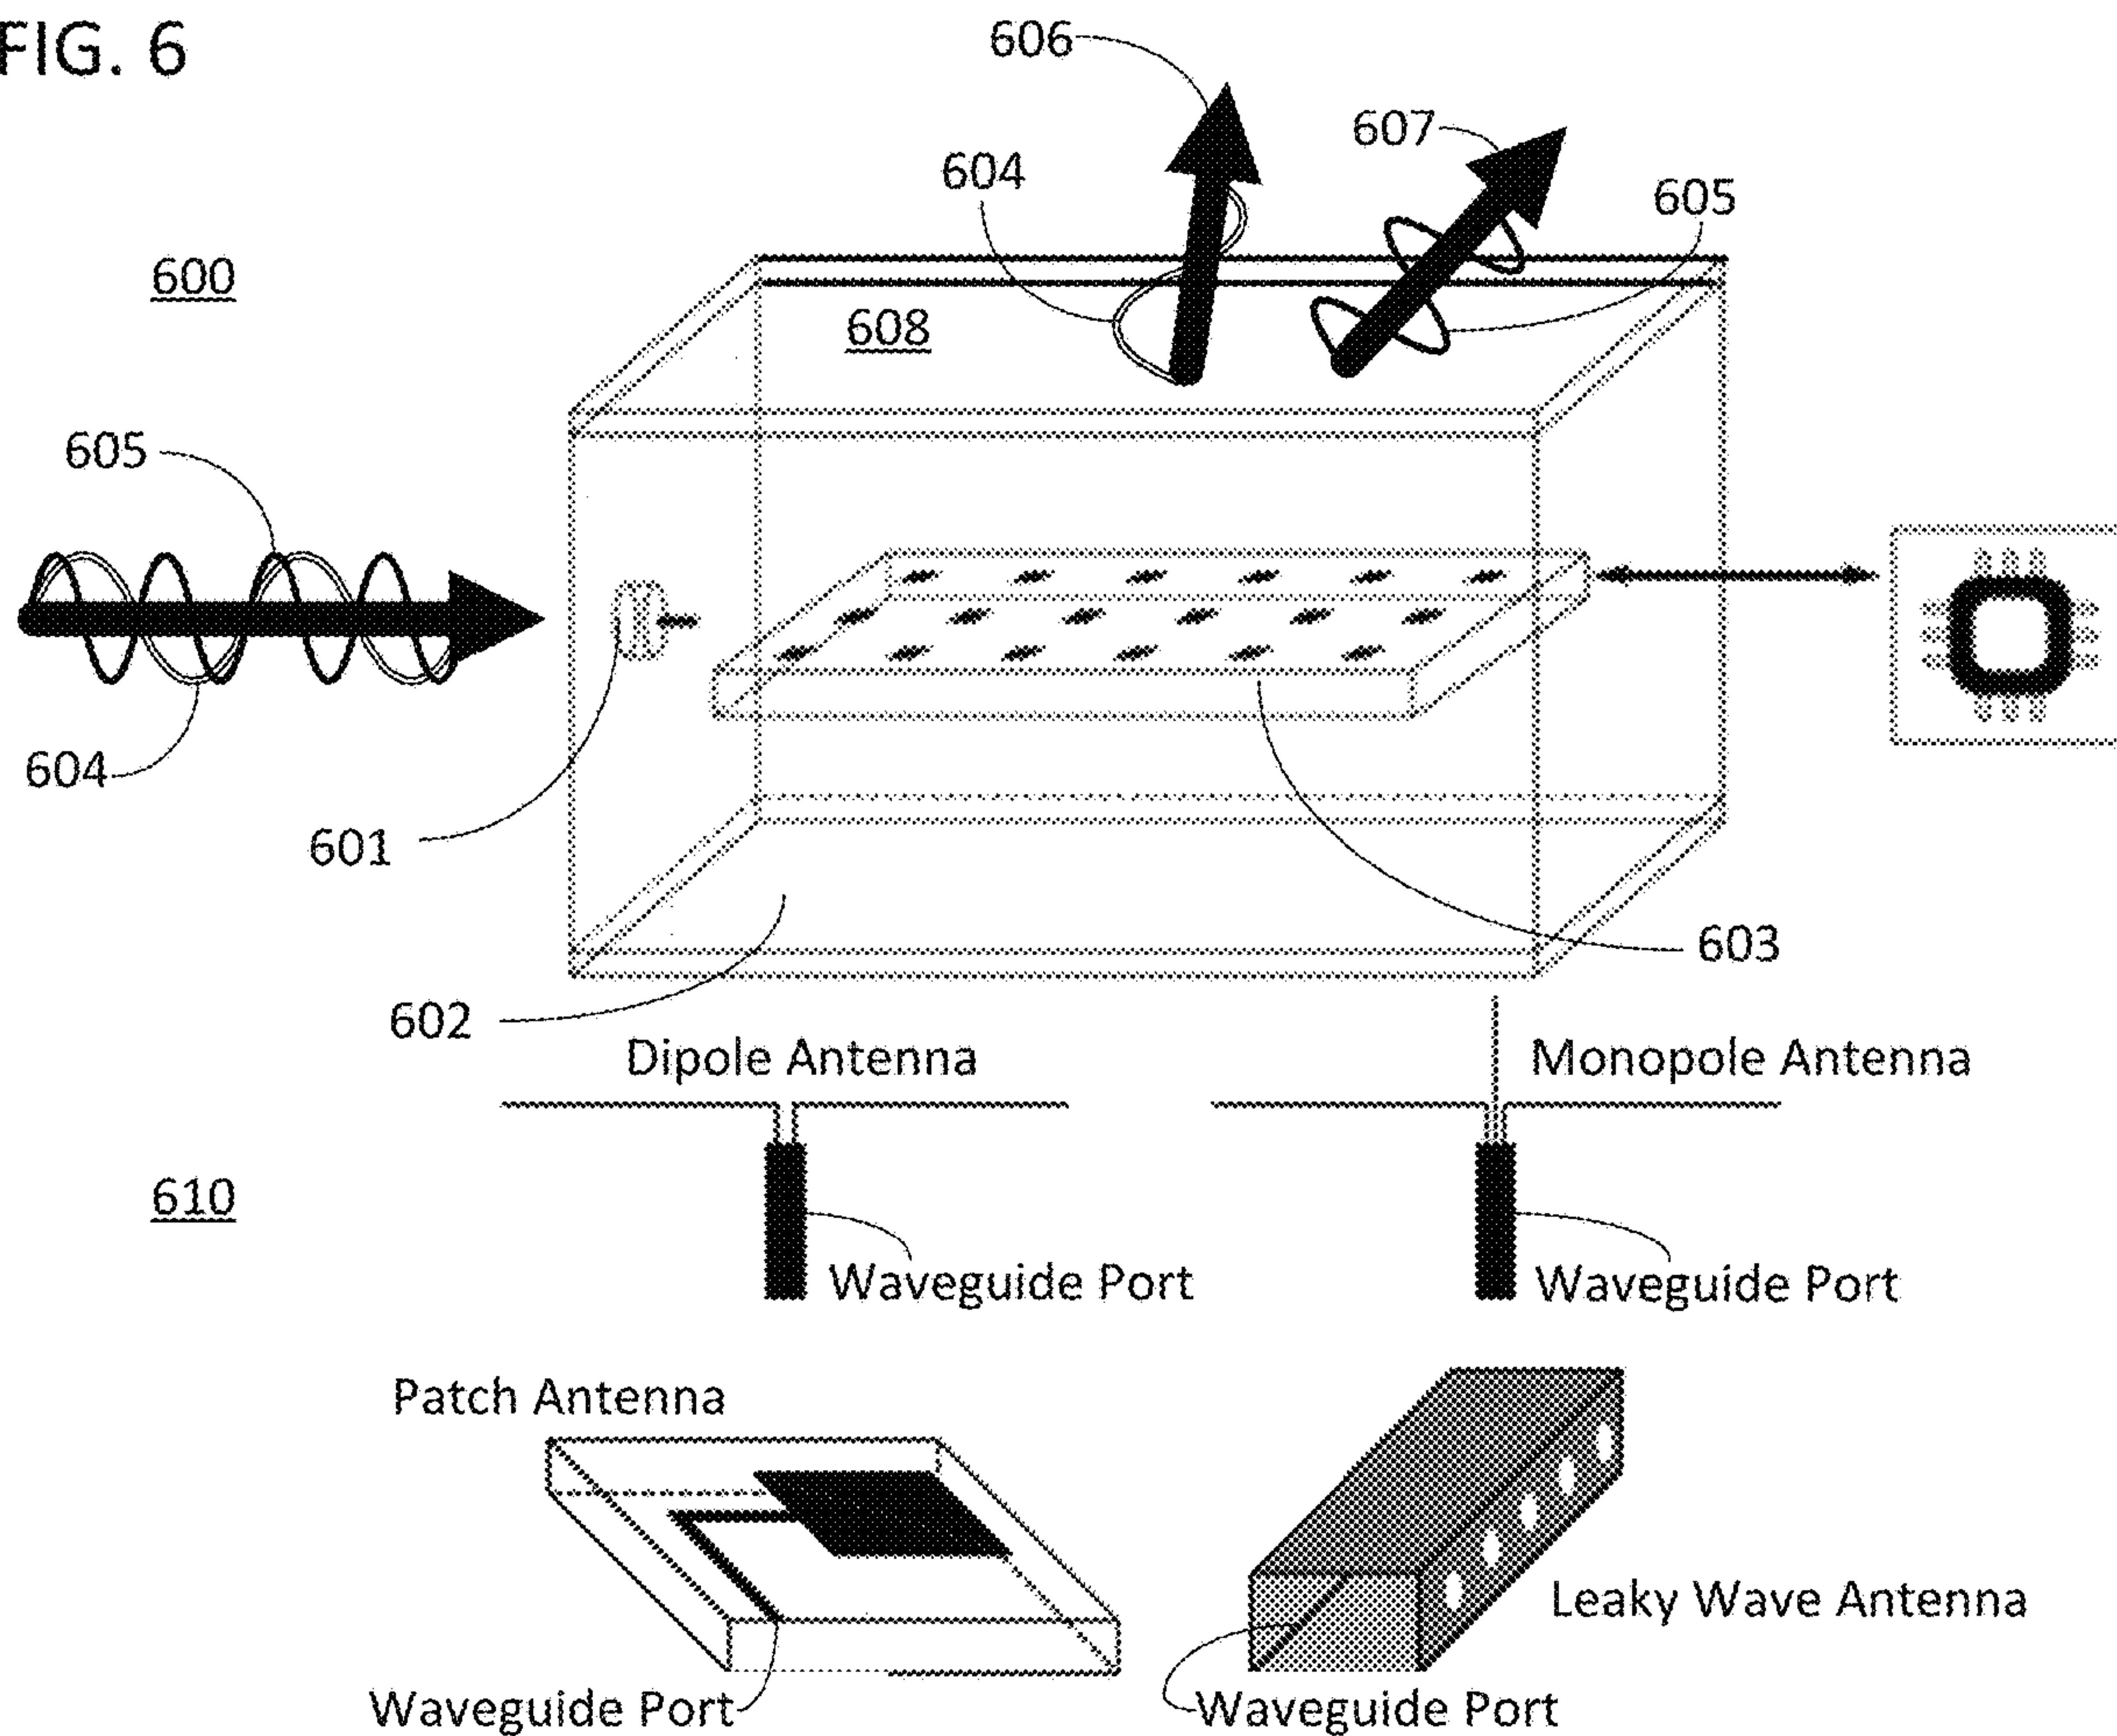 FIG. 6
606
607
604
605
600
608
605
604
601
603
602
Dipole Antenna
Monopole Antenna
610
Waveguide Port
Waveguide Port
Patch Antenna
Leaky Wave Antenna
Waveguide Port
Waveguide Port